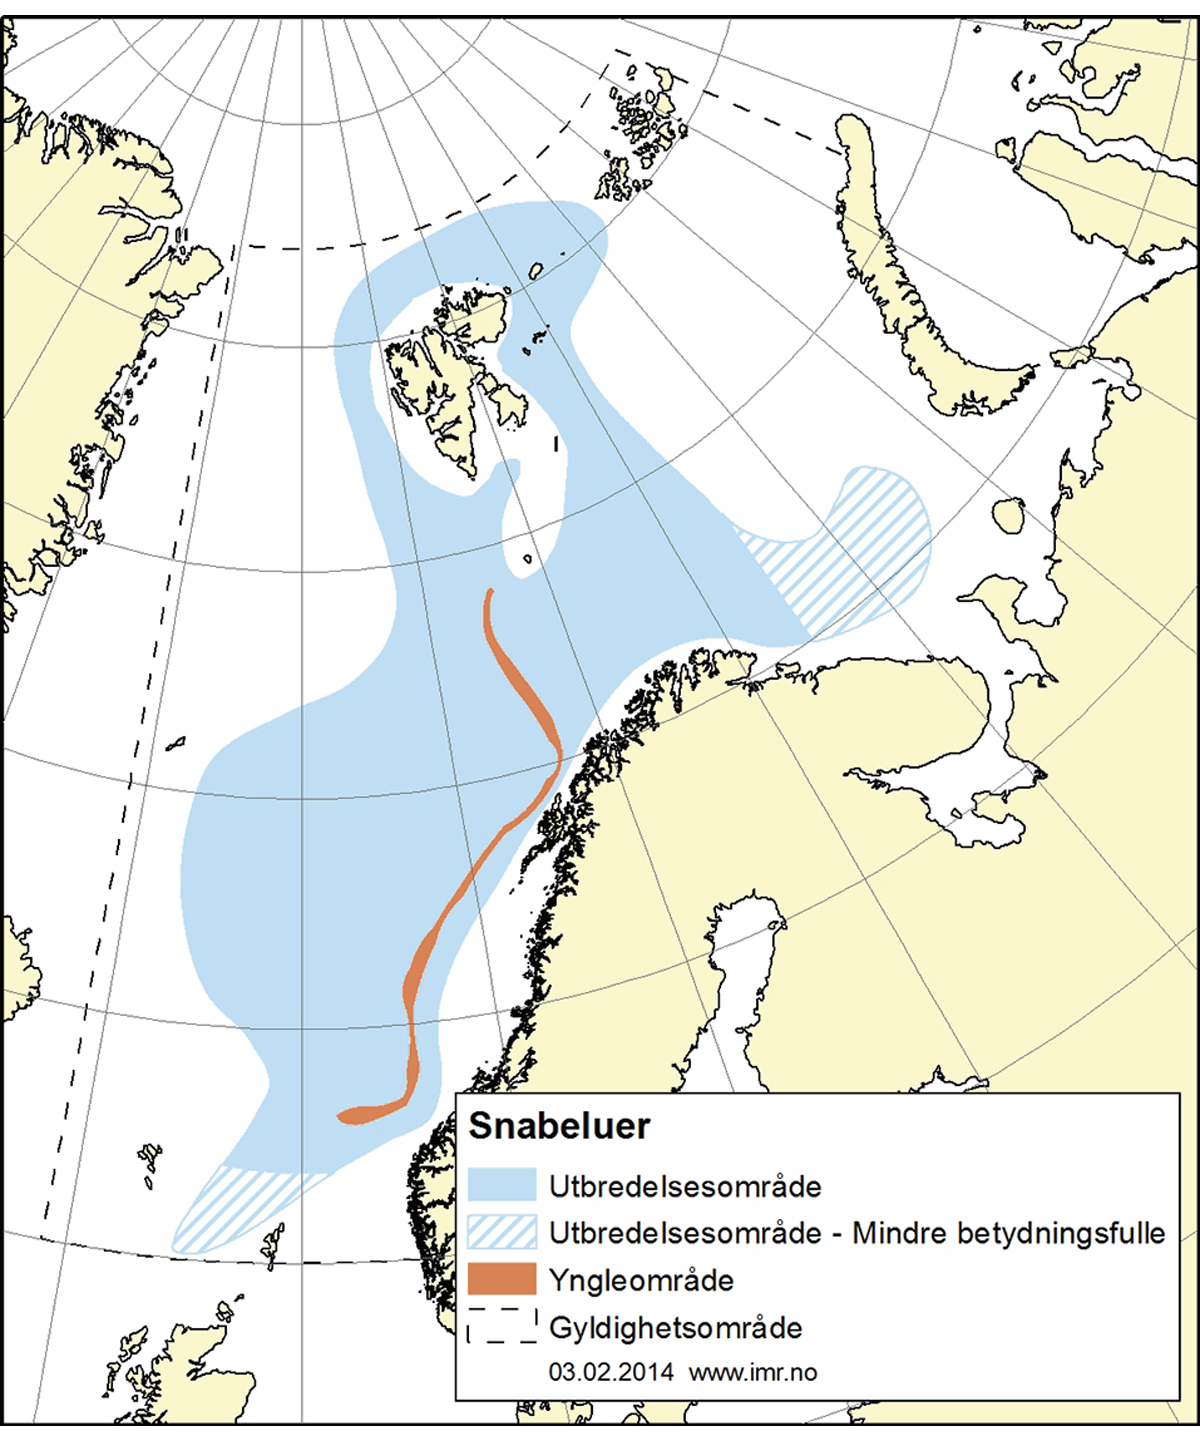 Snabeluer
Utbredelsesområde
Utbredelsesområde - Mindre betydningsfulle
Yngleområde
Gyldighetsområde
03.02.2014 www.imr.no